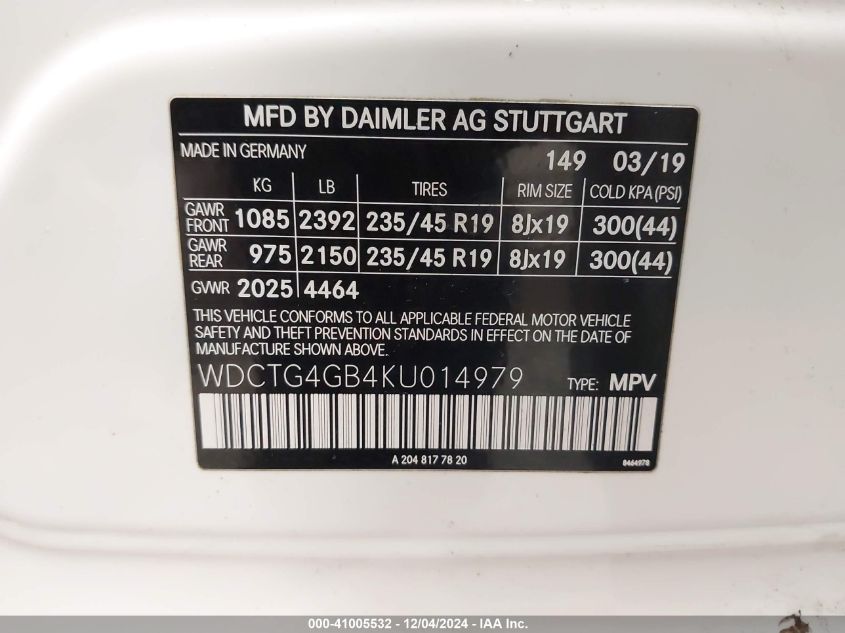 MFD BY DAIMLER AG STUTTGART
MADE IN GERMANY 149 03/19
KG LB TIRES RIM SIZE COLD KPA (PSI)
GAWR FRONT 1085 2392 235/45 R19 8Jx19 300(44)
GAWR REAR 975 2150 235/45 R19 8Jx19 300(44)
GVWR 2025 4464
THIS VEHICLE CONFORMS TO ALL APPLICABLE FEDERAL MOTOR VEHICLE
SAFETY AND THEFT PREVENTION STANDARDS IN EFFECT ON THE DATE OF
MANUFACTURE SHOWN ABOVE.
WDCTG4GB4KU014979 TYPE: MPV
A 204 817 78 20 8464978
000-41005532 - 12/04/2024 - IAA, Inc.